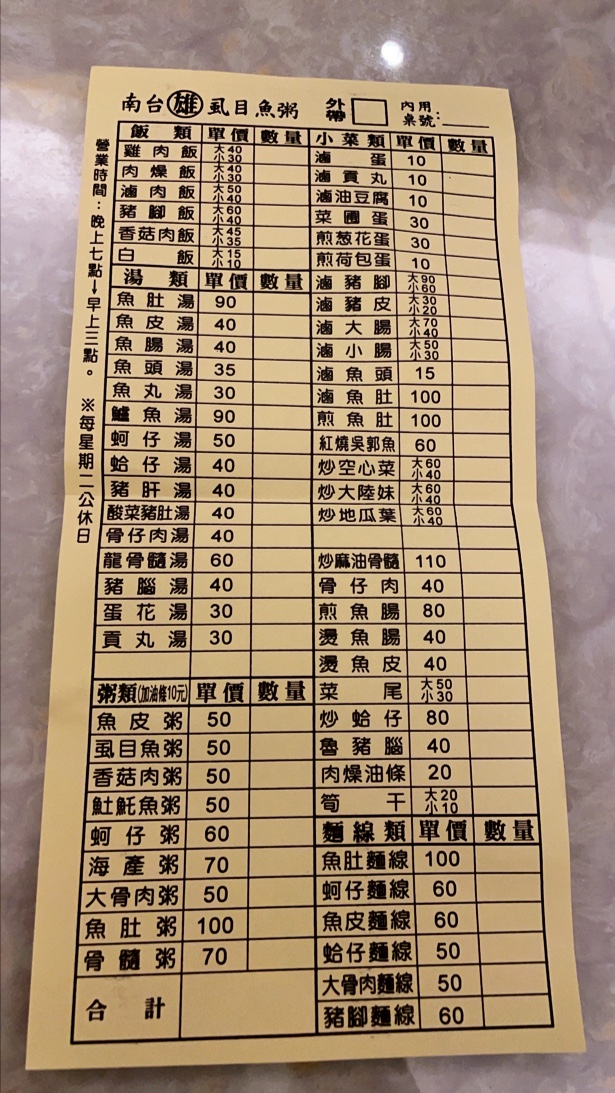 南台雄虱目魚粥 外帶 內用 桌號:
營業時間:晚上七點↓早上三點。 ※每星期二公休日
飯類 單價 數量
雞肉飯 大40 小30
肉燥飯 大40 小30
滷肉飯 大50 小40
豬腳飯 大60 小40
香菇肉飯 大45 小35
白飯 大15 小10
湯類 單價 數量
魚肚湯 90
魚皮湯 40
魚腸湯 40
魚頭湯 35
魚丸湯 30
鱸魚湯 90
蚵仔湯 50
蛤仔湯 40
豬肝湯 40
酸菜豬肚湯 40
骨仔肉湯 40
龍骨髓湯 60
豬腦湯 40
蛋花湯 30
貢丸湯 30
粥類(加油條10元) 單價 數量
魚皮粥 50
虱目魚粥 50
香菇肉粥 50
𩵚魠魚粥 50
蚵仔粥 60
海產粥 70
大骨肉粥 50
魚肚粥 100
骨髓粥 70
合計
小菜類 單價 數量
滷蛋 10
滷貢丸 10
滷油豆腐 10
菜圃蛋 30
煎葱花蛋 30
煎荷包蛋 10
滷豬腳 大90 小60
滷豬皮 大30 小20
滷大腸 大70 小40
滷小腸 大50 小30
滷魚頭 15
滷魚肚 100
煎魚肚 100
紅燒吳郭魚 60
炒空心菜 大60 小40
炒大陸妹 大60 小40
炒地瓜葉 大60 小40
炒麻油骨髓 110
骨仔肉 40
煎魚腸 80
燙魚腸 40
燙魚皮 40
菜尾 大50 小30
炒蛤仔 80
魯豬腦 40
肉燥油條 20
筍干 大20 小10
麵線類 單價 數量
魚肚麵線 100
蚵仔麵線 60
魚皮麵線 60
蛤仔麵線 50
大骨肉麵線 50
豬腳麵線 60